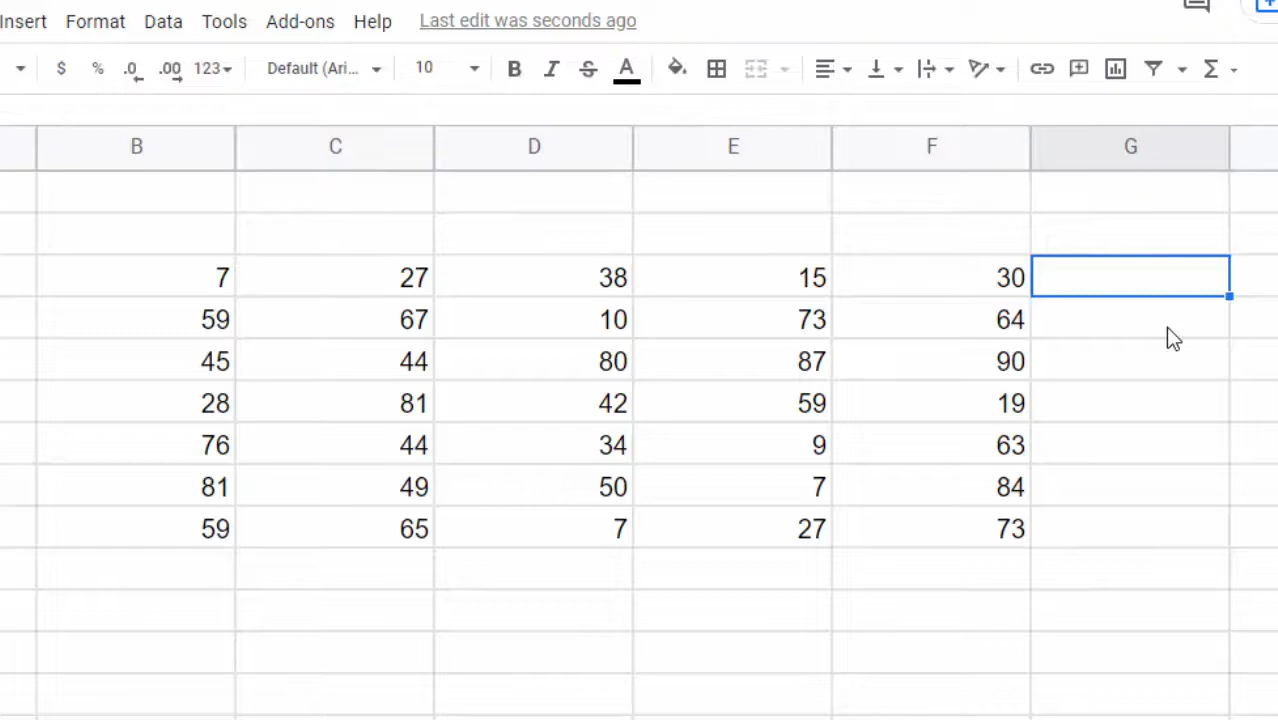 Insert Format Data Tools Add-ons Help Last edit was seconds ago
$ % .0 .00 123 Default (Ari... 10 B I S A Σ
B C D E F G
7 27 38 15 30
59 67 10 73 64
45 44 80 87 90
28 81 42 59 19
76 44 34 9 63
81 49 50 7 84
59 65 7 27 73